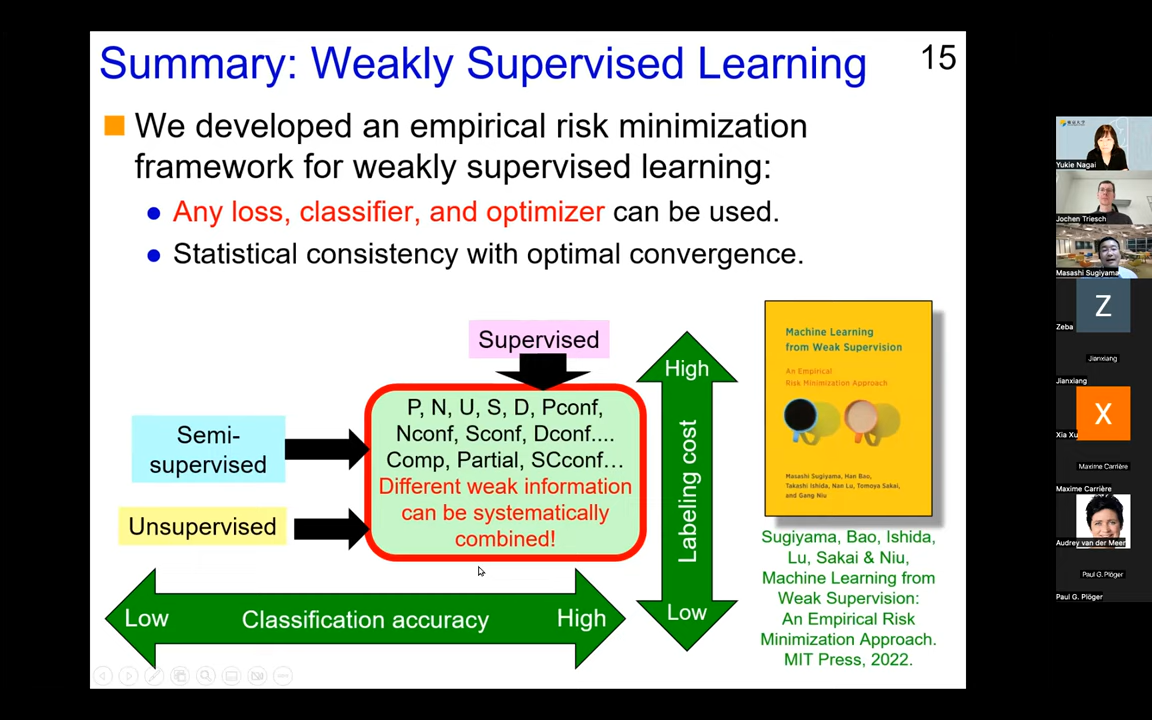 Summary: Weakly Supervised Learning
15
We developed an empirical risk minimization
framework for weakly supervised learning:
Any loss, classifier, and optimizer can be used.
Statistical consistency with optimal convergence.
Supervised
Semi-
supervised
Unsupervised
P, N, U, S, D, Pconf,
Nconf, Sconf, Dconf....
Comp, Partial, SCconf…
Different weak information
can be systematically
combined!
High
Labeling cost
Low
Low
Classification accuracy
High
Machine Learning
from Weak Supervision
An Empirical
Risk Minimization Approach
Masashi Sugiyama, Han Bao,
Takashi Ishida, Nan Lu, Tomoya Sakai,
and Gang Niu
Sugiyama, Bao, Ishida,
Lu, Sakai & Niu,
Machine Learning from
Weak Supervision:
An Empirical Risk
Minimization Approach.
MIT Press, 2022.
Yukie Nagai
Jochen Triesch
Masashi Sugiyama
Z
Zeba
Jianxiang
Jianxiang
X
Xia Xu
Maxime Carrière
Maxime Carrière
Audrey van der Meer
Paul G. Plöger
Paul G. Plöger